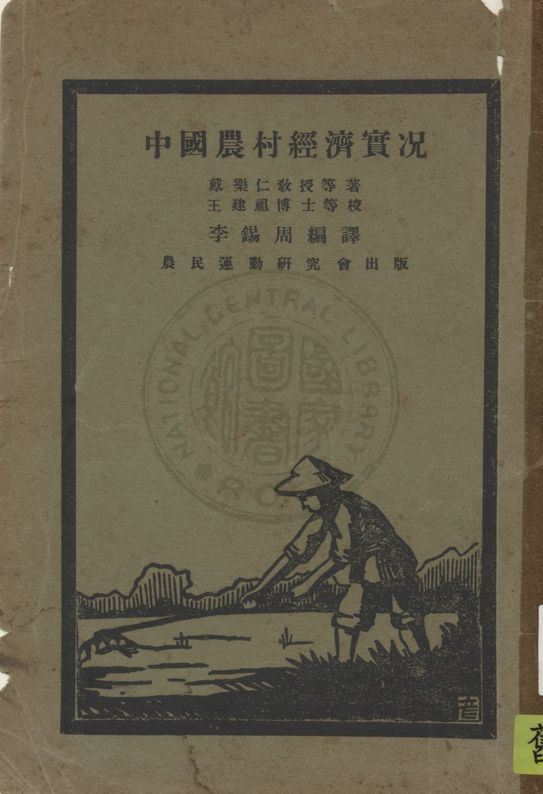 中國農村經濟實况
戴樂仁教授等著
王建祖博士等校
李錫周編譯
農民運動研究會出版
NATIONAL CENTRAL LIBRARY
國家圖書館
R.O.C.
舊